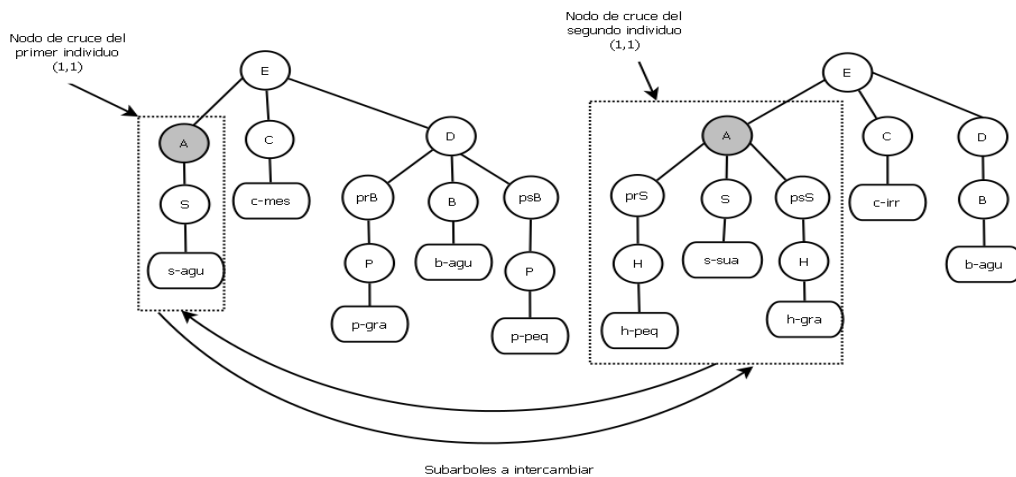 Nodo de cruce del
primer individuo
(1,1)
Nodo de cruce del
segundo individuo
(1,1)
E
A
C
D
S
c-mes
prB
B
psB
s-agu
P
b-agu
P
p-gra
p-peq
E
A
C
D
prS
S
psS
c-irr
B
H
s-sua
H
b-agu
h-peq
h-gra
Subarboles a intercambiar